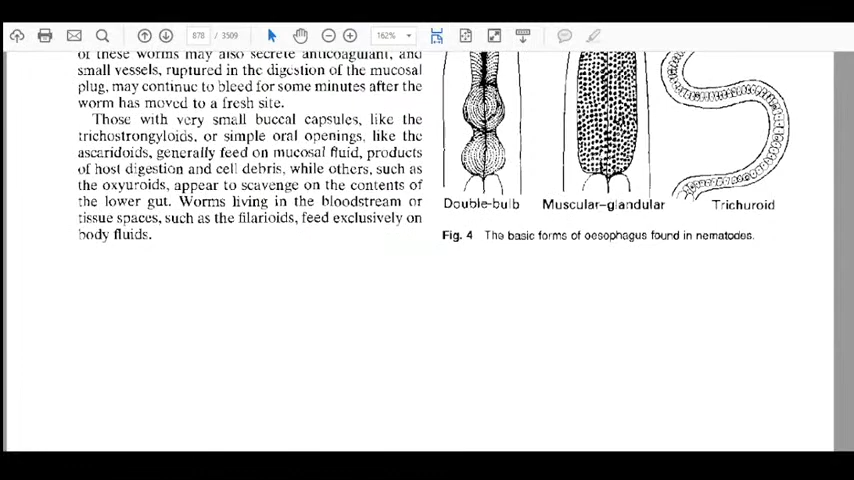 878 / 3509
162%
of these worms may also secrete anticoagulant, and
small vessels, ruptured in the digestion of the mucosal
plug, may continue to bleed for some minutes after the
worm has moved to a fresh site.
Those with very small buccal capsules, like the
trichostrongyloids, or simple oral openings, like the
ascaridoids, generally feed on mucosal fluid, products
of host digestion and cell debris, while others, such as
the oxyuroids, appear to scavenge on the contents of
the lower gut. Worms living in the bloodstream or
tissue spaces, such as the filarioids, feed exclusively on
body fluids.
Double-bulb
Muscular-glandular
Trichuroid
Fig. 4 The basic forms of oesophagus found in nematodes.